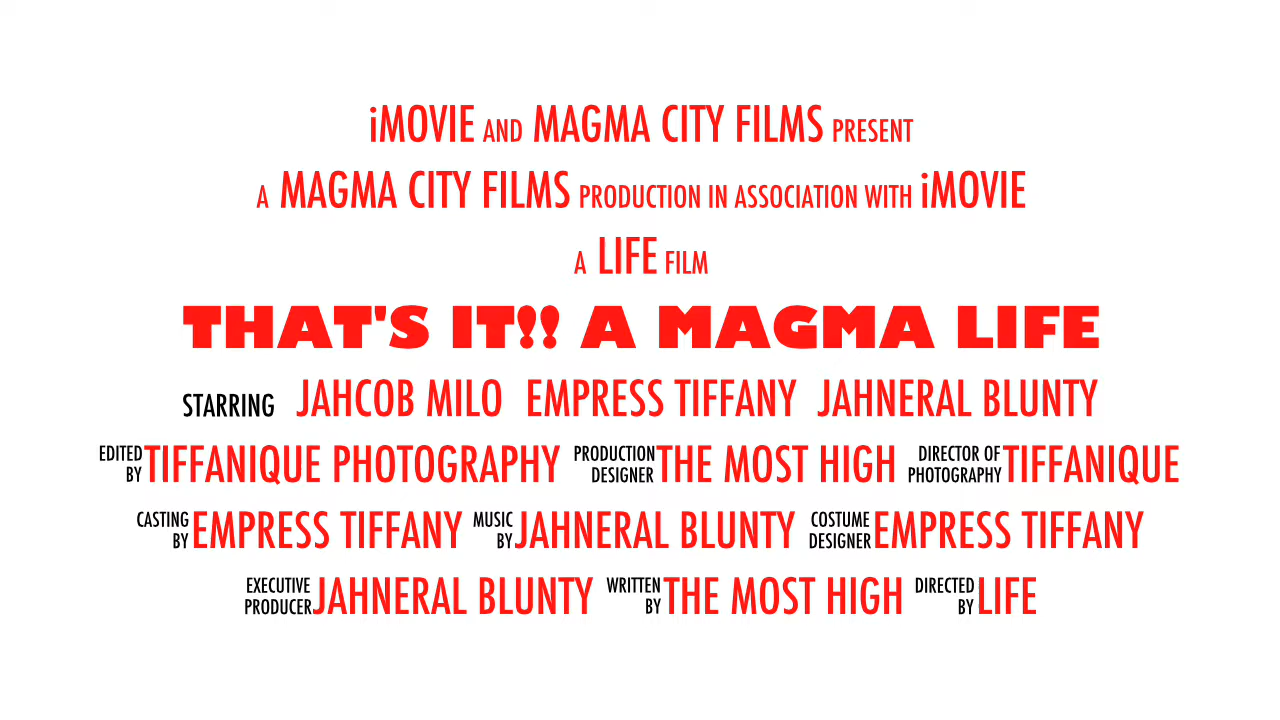 iMOVIE AND MAGMA CITY FILMS PRESENT
A MAGMA CITY FILMS PRODUCTION IN ASSOCIATION WITH iMOVIE
A LIFE FILM
THAT'S IT!! A MAGMA LIFE
STARRING JAHCOB MILO EMPRESS TIFFANY JAHNERAL BLUNTY
EDITED BY TIFFANIQUE PHOTOGRAPHY PRODUCTION DESIGNER THE MOST HIGH DIRECTOR OF PHOTOGRAPHY TIFFANIQUE
CASTING BY EMPRESS TIFFANY MUSIC BY JAHNERAL BLUNTY COSTUME DESIGNER EMPRESS TIFFANY
EXECUTIVE PRODUCER JAHNERAL BLUNTY WRITTEN BY THE MOST HIGH DIRECTED BY LIFE